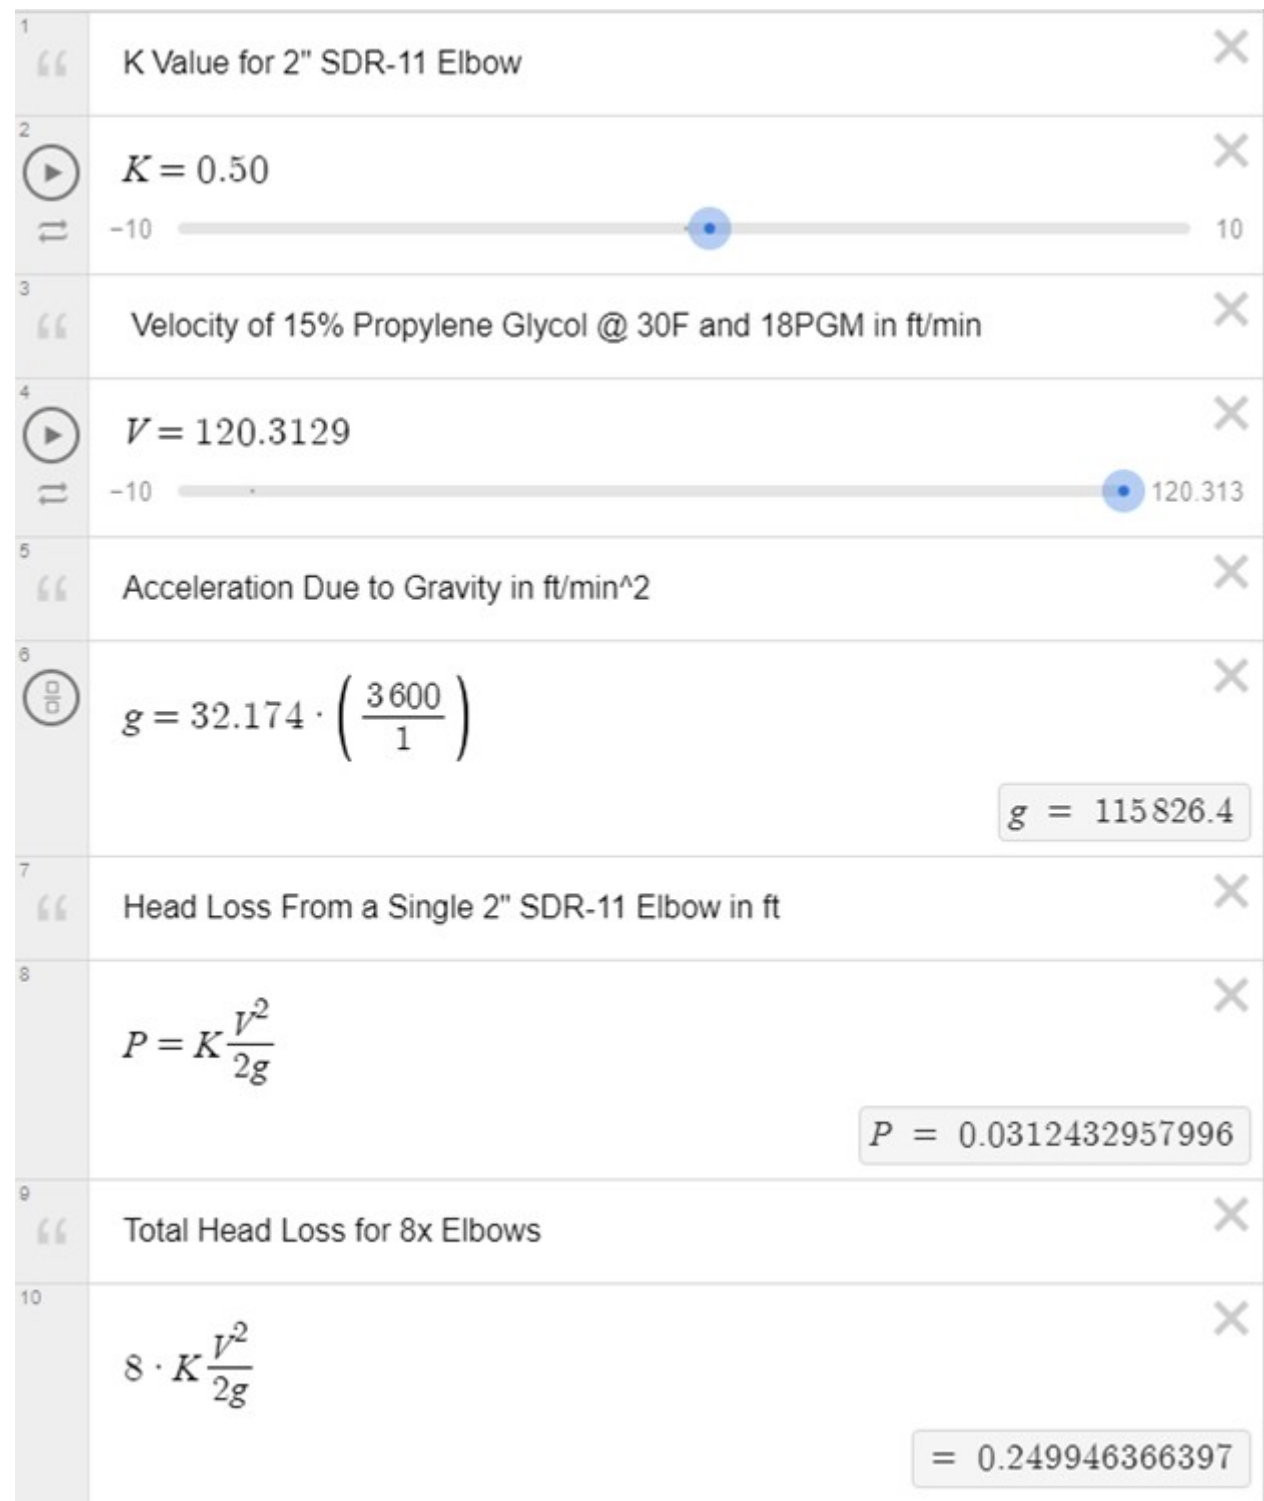 1
K Value for 2" SDR-11 Elbow
2
K = 0.50
−10 10
3
Velocity of 15% Propylene Glycol @ 30F and 18PGM in ft/min
4
V = 120.3129
−10 120.313
5
Acceleration Due to Gravity in ft/min^2
6
g = 32.174 · (3600/1)
g = 115826.4
7
Head Loss From a Single 2" SDR-11 Elbow in ft
8
P = K V²/2g
P = 0.0312432957996
9
Total Head Loss for 8x Elbows
10
8 · K V²/2g
= 0.249946366397